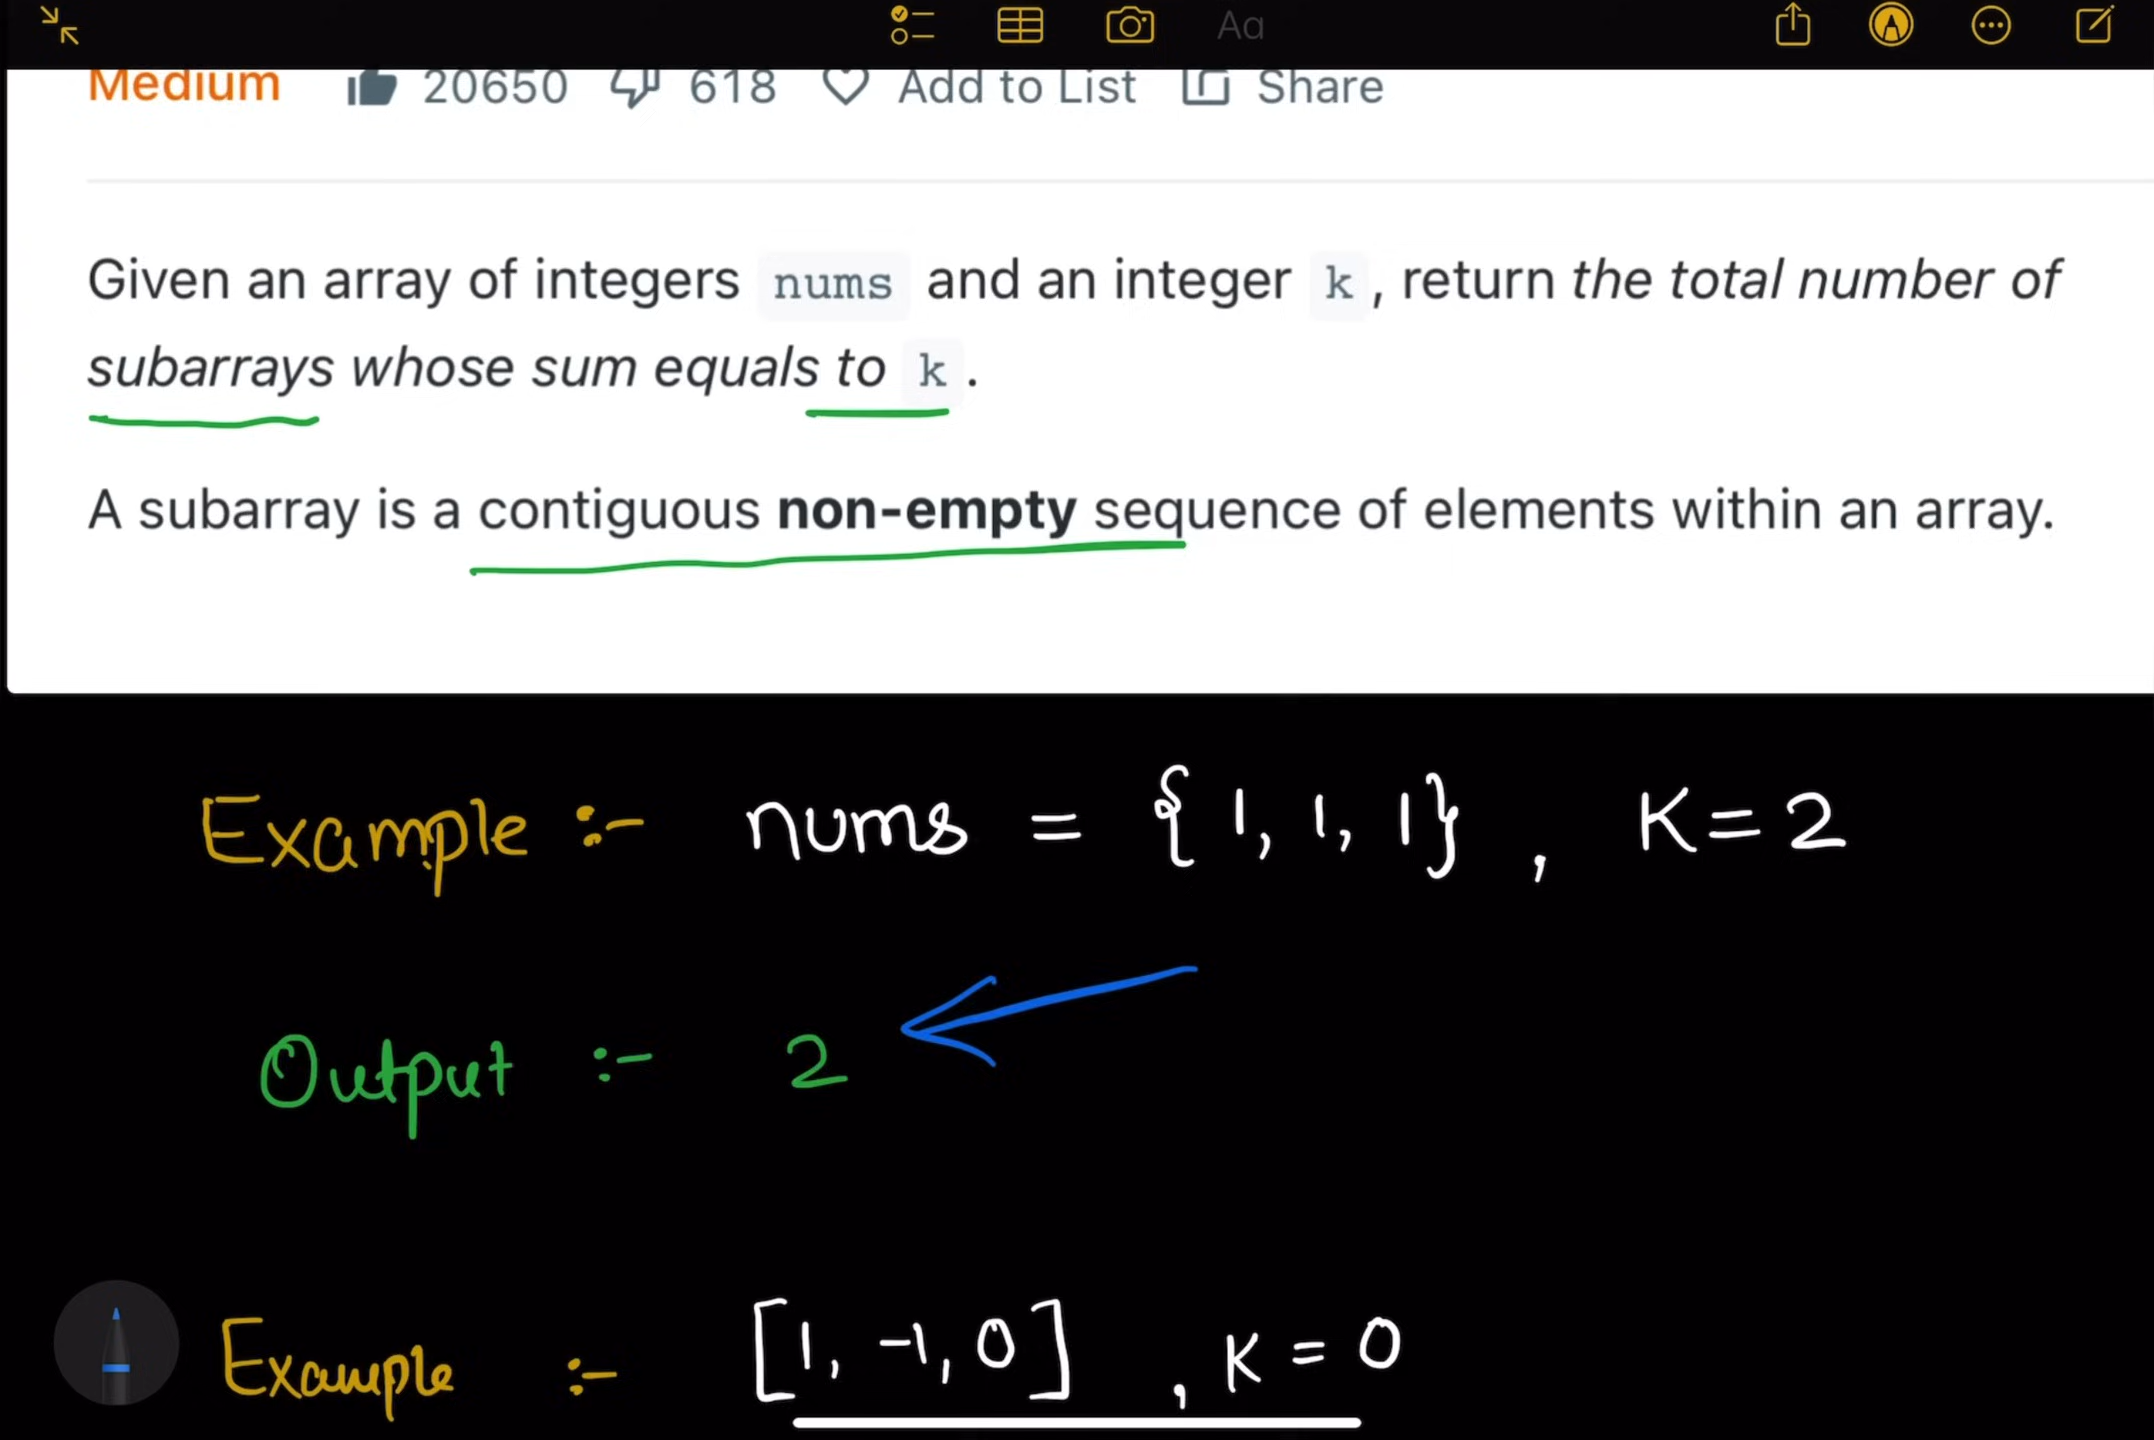 Aa
Medium 20650 618 Add to List Share
Given an array of integers nums and an integer k, return the total number of
subarrays whose sum equals to k.
A subarray is a contiguous non-empty sequence of elements within an array.
Example :- nums = {1, 1, 1} , K=2
Output :- 2
Example :- [1, -1, 0] , K = 0